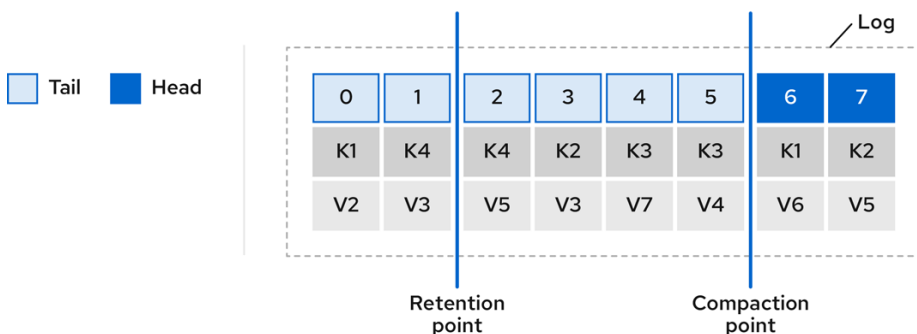 Log
Tail Head
0 1 2 3 4 5 6 7
K1 K4 K4 K2 K3 K3 K1 K2
V2 V3 V5 V3 V7 V4 V6 V5
Retention Compaction
point point